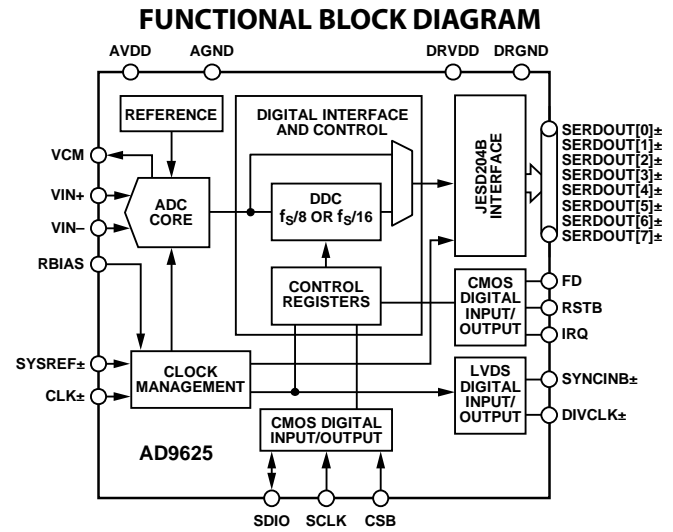 FUNCTIONAL BLOCK DIAGRAM
AVDD
AGND
DRVDD
DRGND
REFERENCE
DIGITAL INTERFACE
AND CONTROL
JESD204B
INTERFACE
SERDOUT[0]±
SERDOUT[1]±
SERDOUT[2]±
SERDOUT[3]±
SERDOUT[4]±
SERDOUT[5]±
SERDOUT[6]±
SERDOUT[7]±
VCM
VIN+
VIN–
RBIAS
ADC
CORE
DDC
fS/8 OR fS/16
CONTROL
REGISTERS
CMOS
DIGITAL
INPUT/
OUTPUT
FD
RSTB
IRQ
SYSREF±
CLK±
CLOCK
MANAGEMENT
LVDS
DIGITAL
INPUT/
OUTPUT
SYNCINB±
DIVCLK±
CMOS DIGITAL
INPUT/OUTPUT
AD9625
SDIO
SCLK
CSB